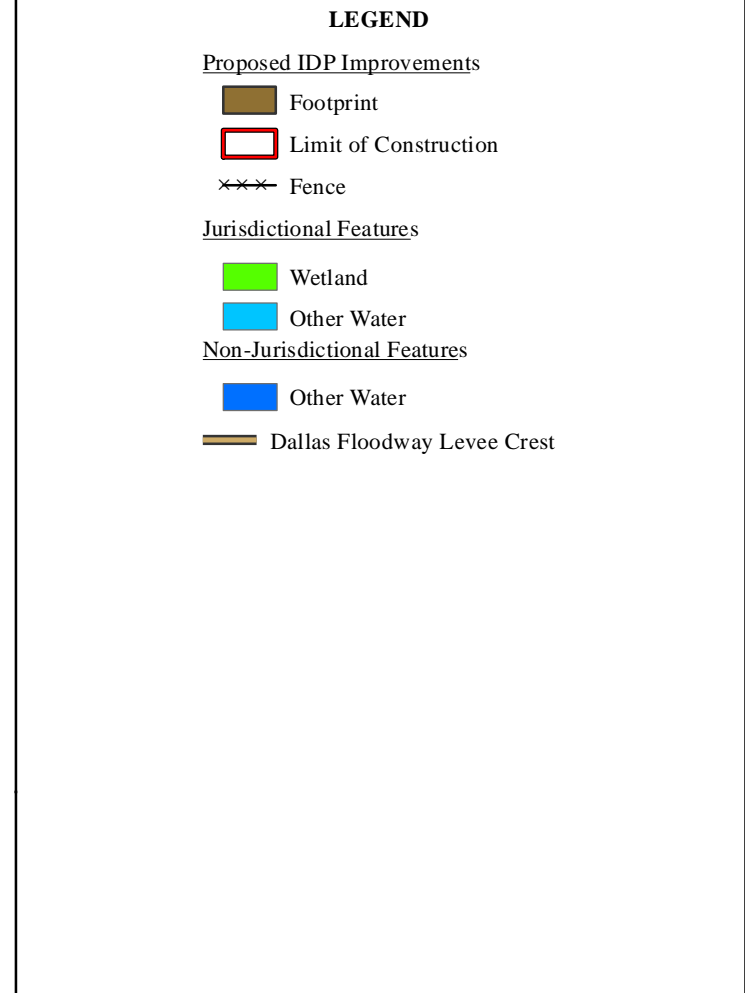 LEGEND
Proposed IDP Improvements
Footprint
Limit of Construction
Fence
Jurisdictional Features
Wetland
Other Water
Non-Jurisdictional Features
Other Water
Dallas Floodway Levee Crest